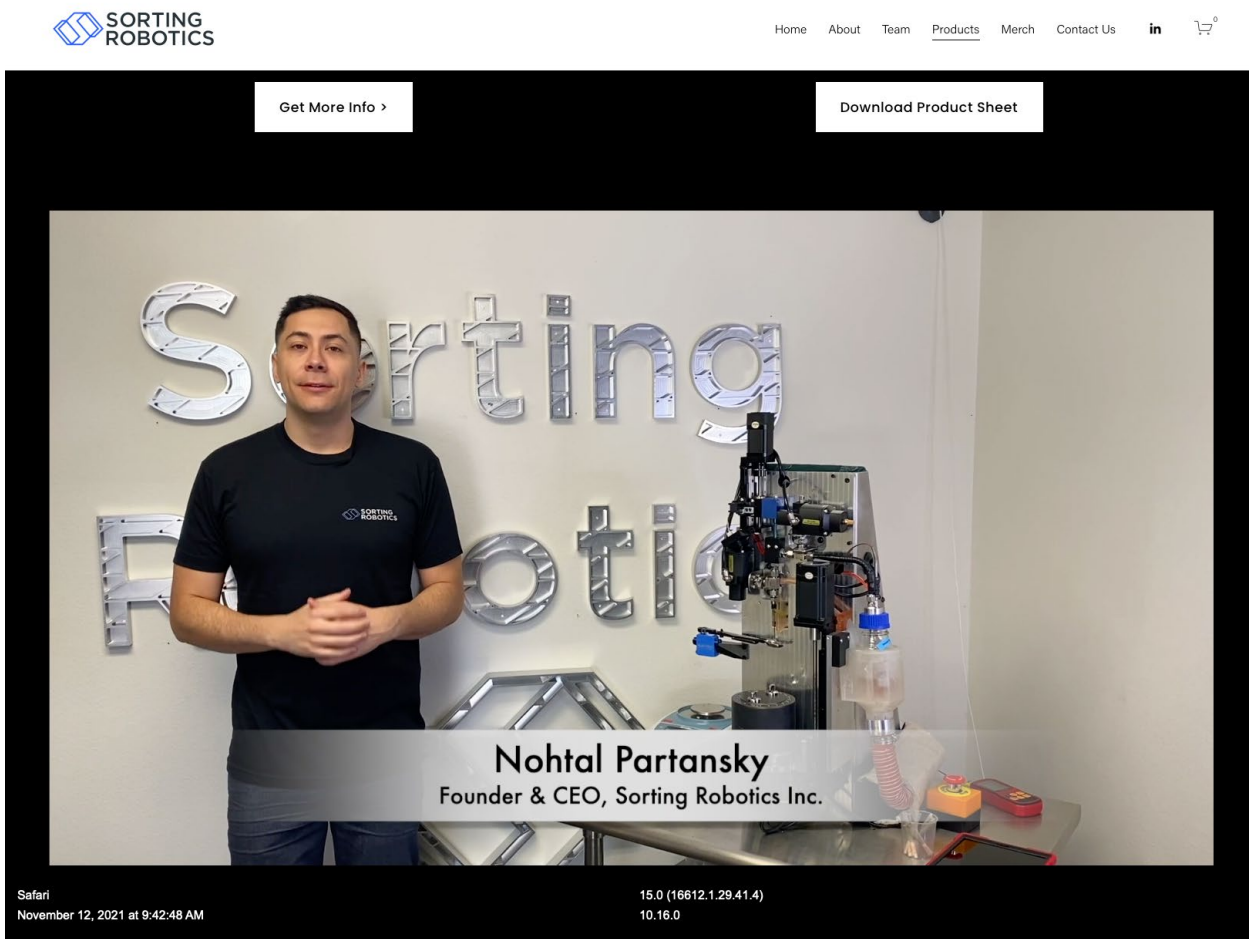 SORTING
ROBOTICS
Home About Team Products Merch Contact Us in 0
Get More Info >
Download Product Sheet
Sorting
SORTING
ROBOTICS
R otic
Nohtal Partansky
Founder & CEO, Sorting Robotics Inc.
Safari
15.0 (16612.1.29.41.4)
November 12, 2021 at 9:42:48 AM
10.16.0